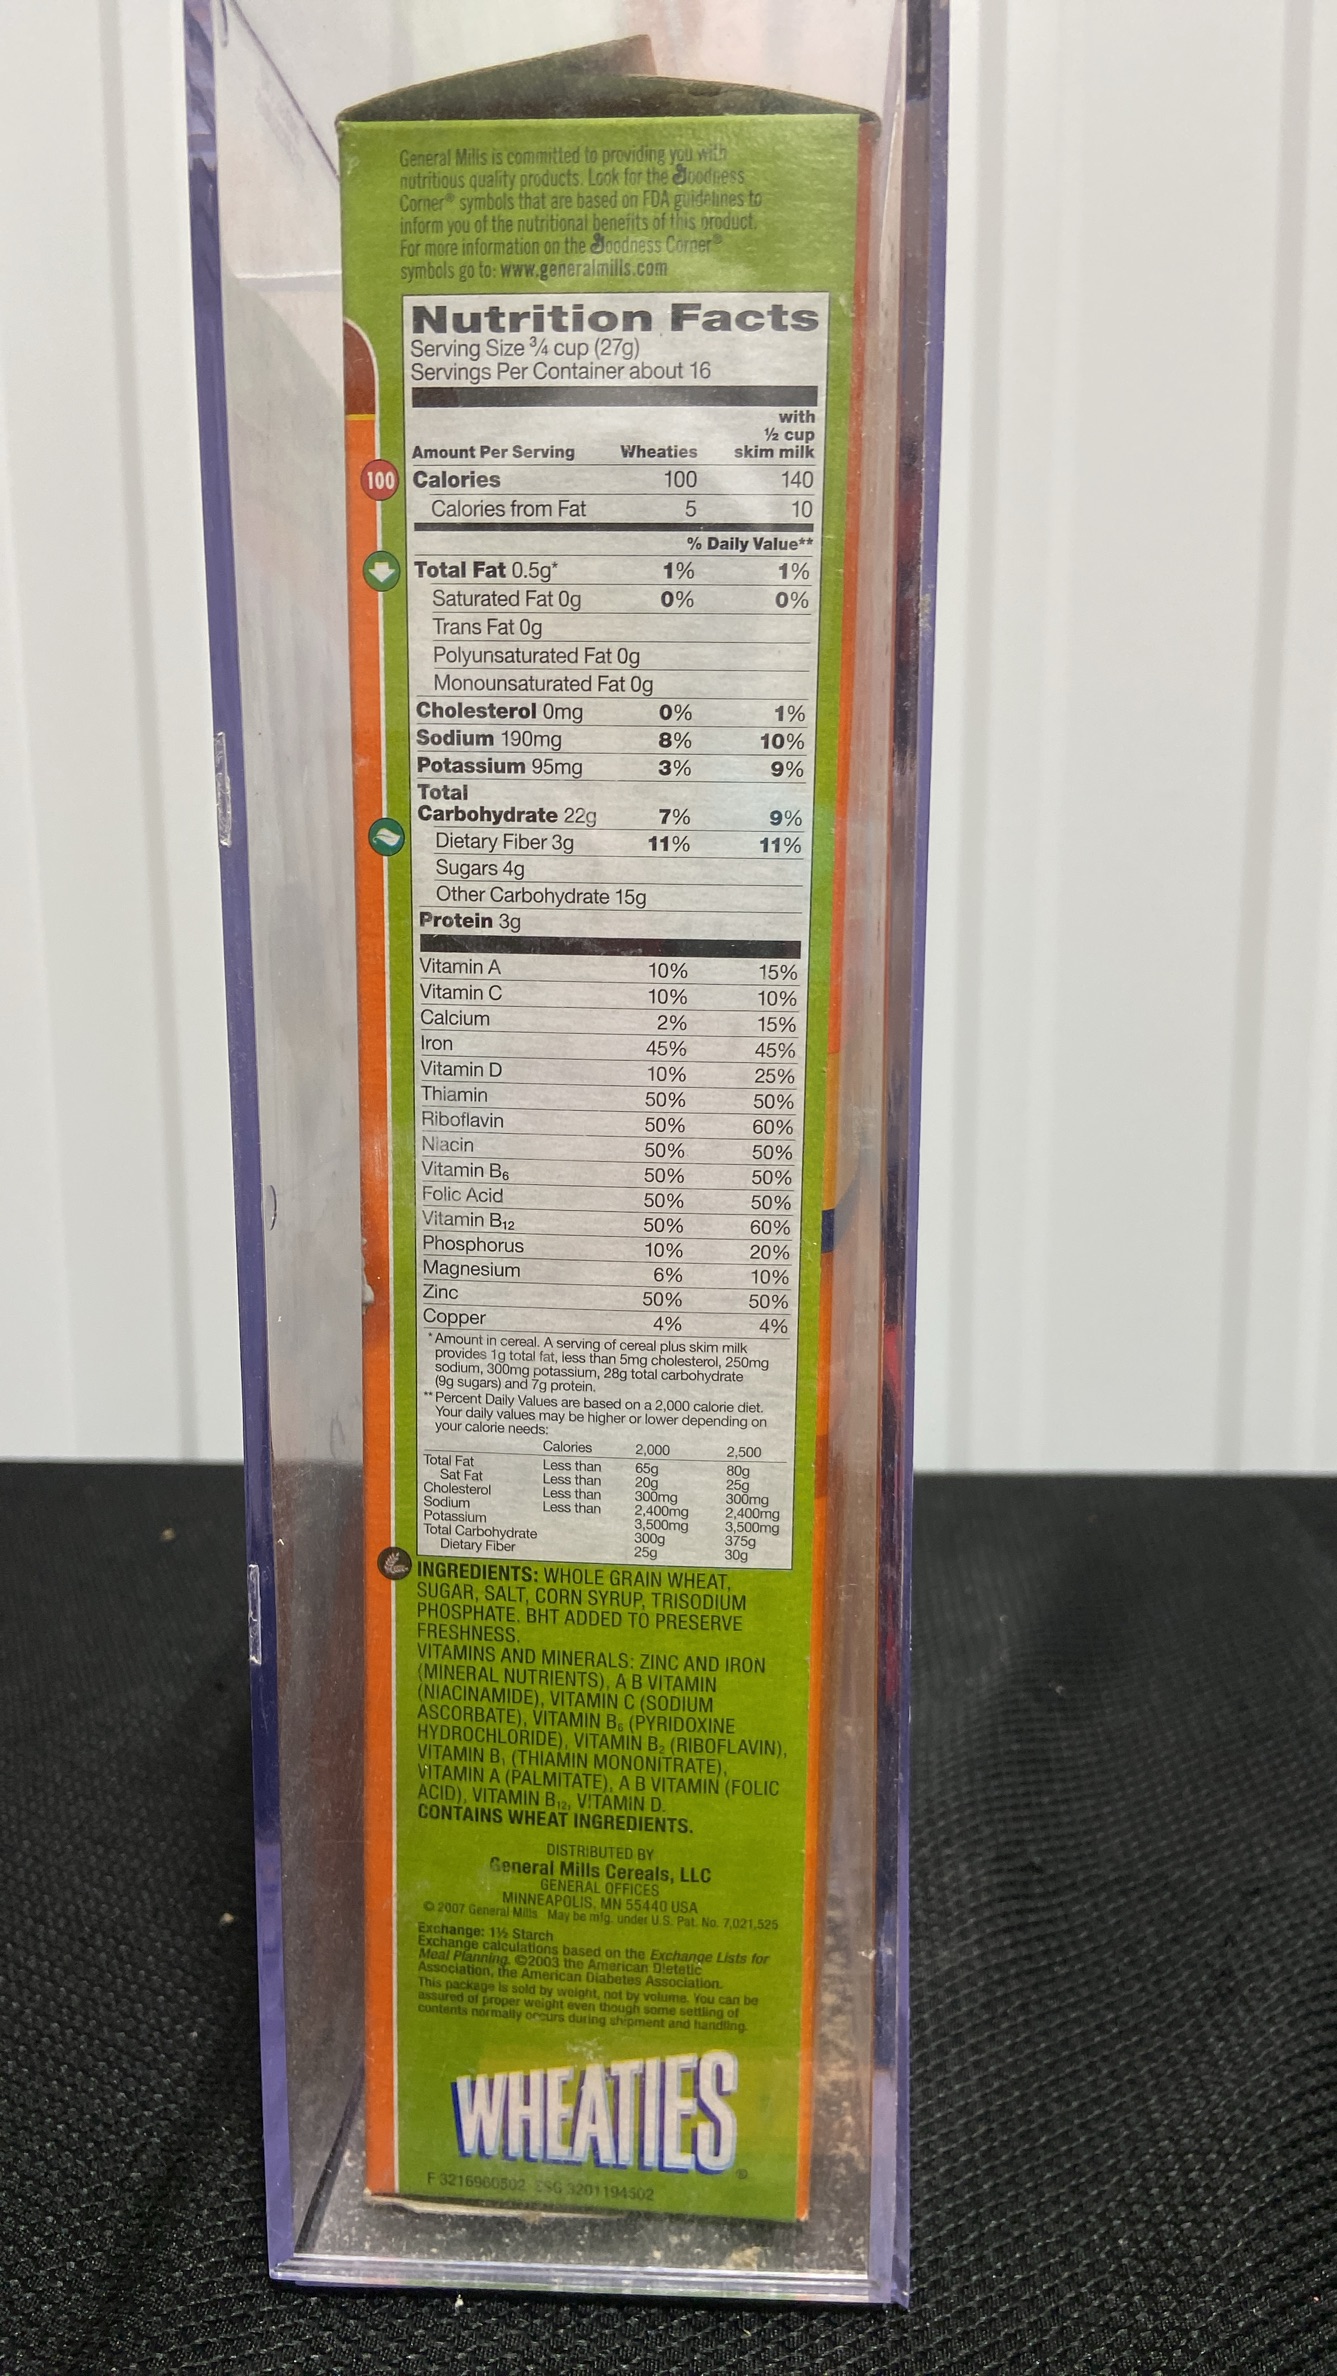 General Mills is committed to providing you with
nutritious quality products. Look for the Goodness
Corner® symbols that are based on FDA guidelines to
inform you of the nutritional benefits of this product.
For more information on the Goodness Corner®
symbols go to: www.generalmills.com
Nutrition Facts
Serving Size ¾ cup (27g)
Servings Per Container about 16
with
½ cup
Amount Per Serving Wheaties skim milk
100 Calories 100 140
Calories from Fat 5 10
% Daily Value**
Total Fat 0.5g* 1% 1%
Saturated Fat 0g 0% 0%
Trans Fat 0g
Polyunsaturated Fat 0g
Monounsaturated Fat 0g
Cholesterol 0mg 0% 1%
Sodium 190mg 8% 10%
Potassium 95mg 3% 9%
Total
Carbohydrate 22g 7% 9%
Dietary Fiber 3g 11% 11%
Sugars 4g
Other Carbohydrate 15g
Protein 3g
Vitamin A 10% 15%
Vitamin C 10% 10%
Calcium 2% 15%
Iron 45% 45%
Vitamin D 10% 25%
Thiamin 50% 50%
Riboflavin 50% 60%
Niacin 50% 50%
Vitamin B6 50% 50%
Folic Acid 50% 50%
Vitamin B12 50% 60%
Phosphorus 10% 20%
Magnesium 6% 10%
Zinc 50% 50%
Copper 4% 4%
*Amount in cereal. A serving of cereal plus skim milk
provides 1g total fat, less than 5mg cholesterol, 250mg
sodium, 300mg potassium, 28g total carbohydrate
(9g sugars) and 7g protein.
**Percent Daily Values are based on a 2,000 calorie diet.
Your daily values may be higher or lower depending on
your calorie needs:
Calories 2,000 2,500
Total Fat Less than 65g 80g
Sat Fat Less than 20g 25g
Cholesterol Less than 300mg 300mg
Sodium Less than 2,400mg 2,400mg
Potassium 3,500mg 3,500mg
Total Carbohydrate 300g 375g
Dietary Fiber 25g 30g
INGREDIENTS: WHOLE GRAIN WHEAT,
SUGAR, SALT, CORN SYRUP, TRISODIUM
PHOSPHATE. BHT ADDED TO PRESERVE
FRESHNESS.
VITAMINS AND MINERALS: ZINC AND IRON
(MINERAL NUTRIENTS), A B VITAMIN
(NIACINAMIDE), VITAMIN C (SODIUM
ASCORBATE), VITAMIN B6 (PYRIDOXINE
HYDROCHLORIDE), VITAMIN B2 (RIBOFLAVIN),
VITAMIN B1 (THIAMIN MONONITRATE),
VITAMIN A (PALMITATE), A B VITAMIN (FOLIC
ACID), VITAMIN B12, VITAMIN D.
CONTAINS WHEAT INGREDIENTS.
DISTRIBUTED BY
General Mills Cereals, LLC
GENERAL OFFICES
MINNEAPOLIS, MN 55440 USA
© 2007 General Mills May be mfg. under U.S. Pat. No. 7,021,525
Exchange: 1½ Starch
Exchange calculations based on the Exchange Lists for
Meal Planning, ©2003 the American Dietetic
Association, the American Diabetes Association.
This package is sold by weight, not by volume. You can be
assured of proper weight even though some settling of
contents normally occurs during shipment and handling.
WHEATIES®
F 3216960502 SSG 3201194502